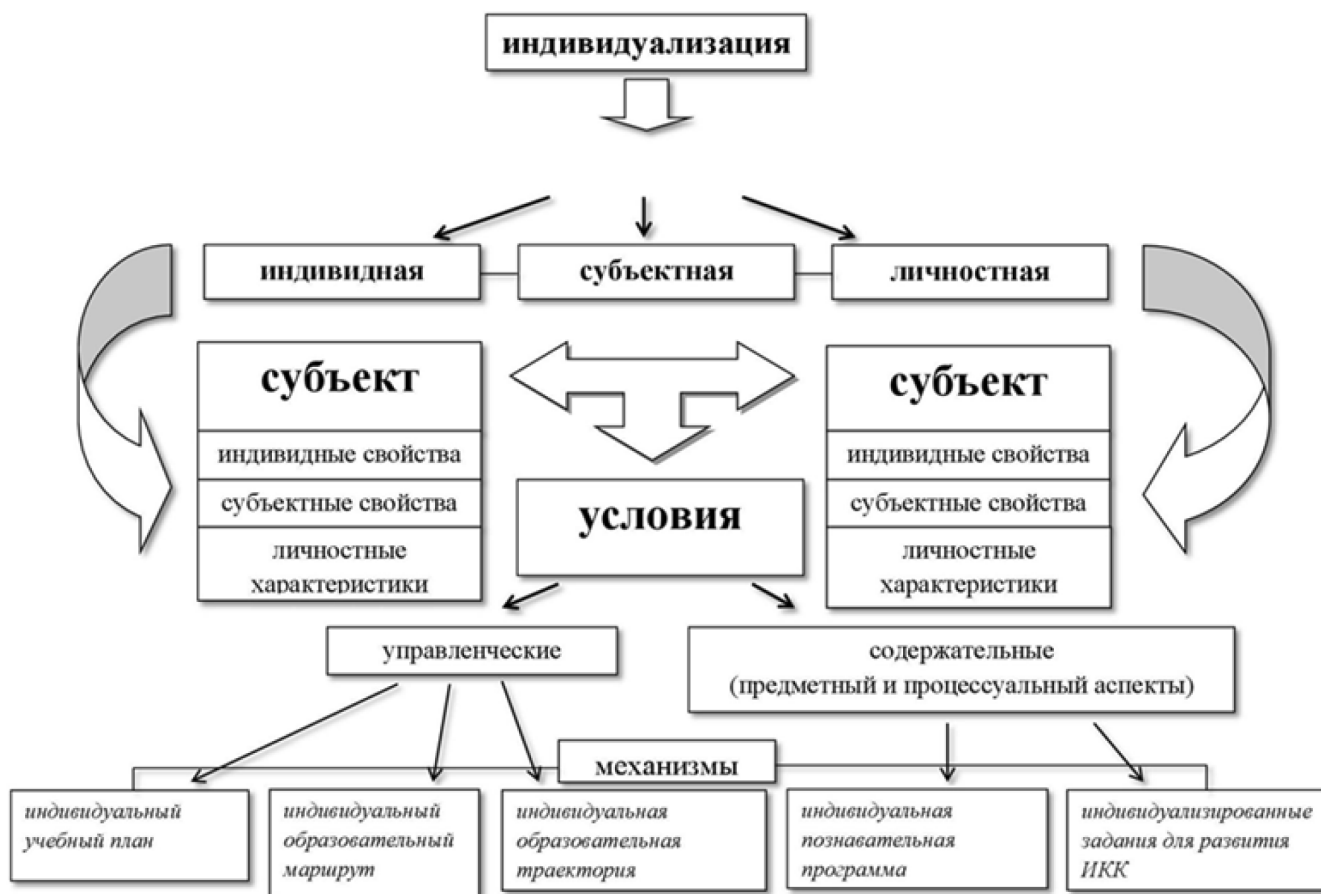 индивидуализация
индивидная
субъектная
личностная
субъект
индивидные свойства
субъектные свойства
личностные
характеристики
субъект
индивидные свойства
субъектные свойства
личностные
характеристики
условия
управленческие
содержательные
(предметный и процессуальный аспекты)
механизмы
индивидуальный
учебный план
индивидуальный
образовательный
маршрут
индивидуальная
образовательная
траектория
индивидуальная
познавательная
программа
индивидуализированные
задания для развития
ИКК